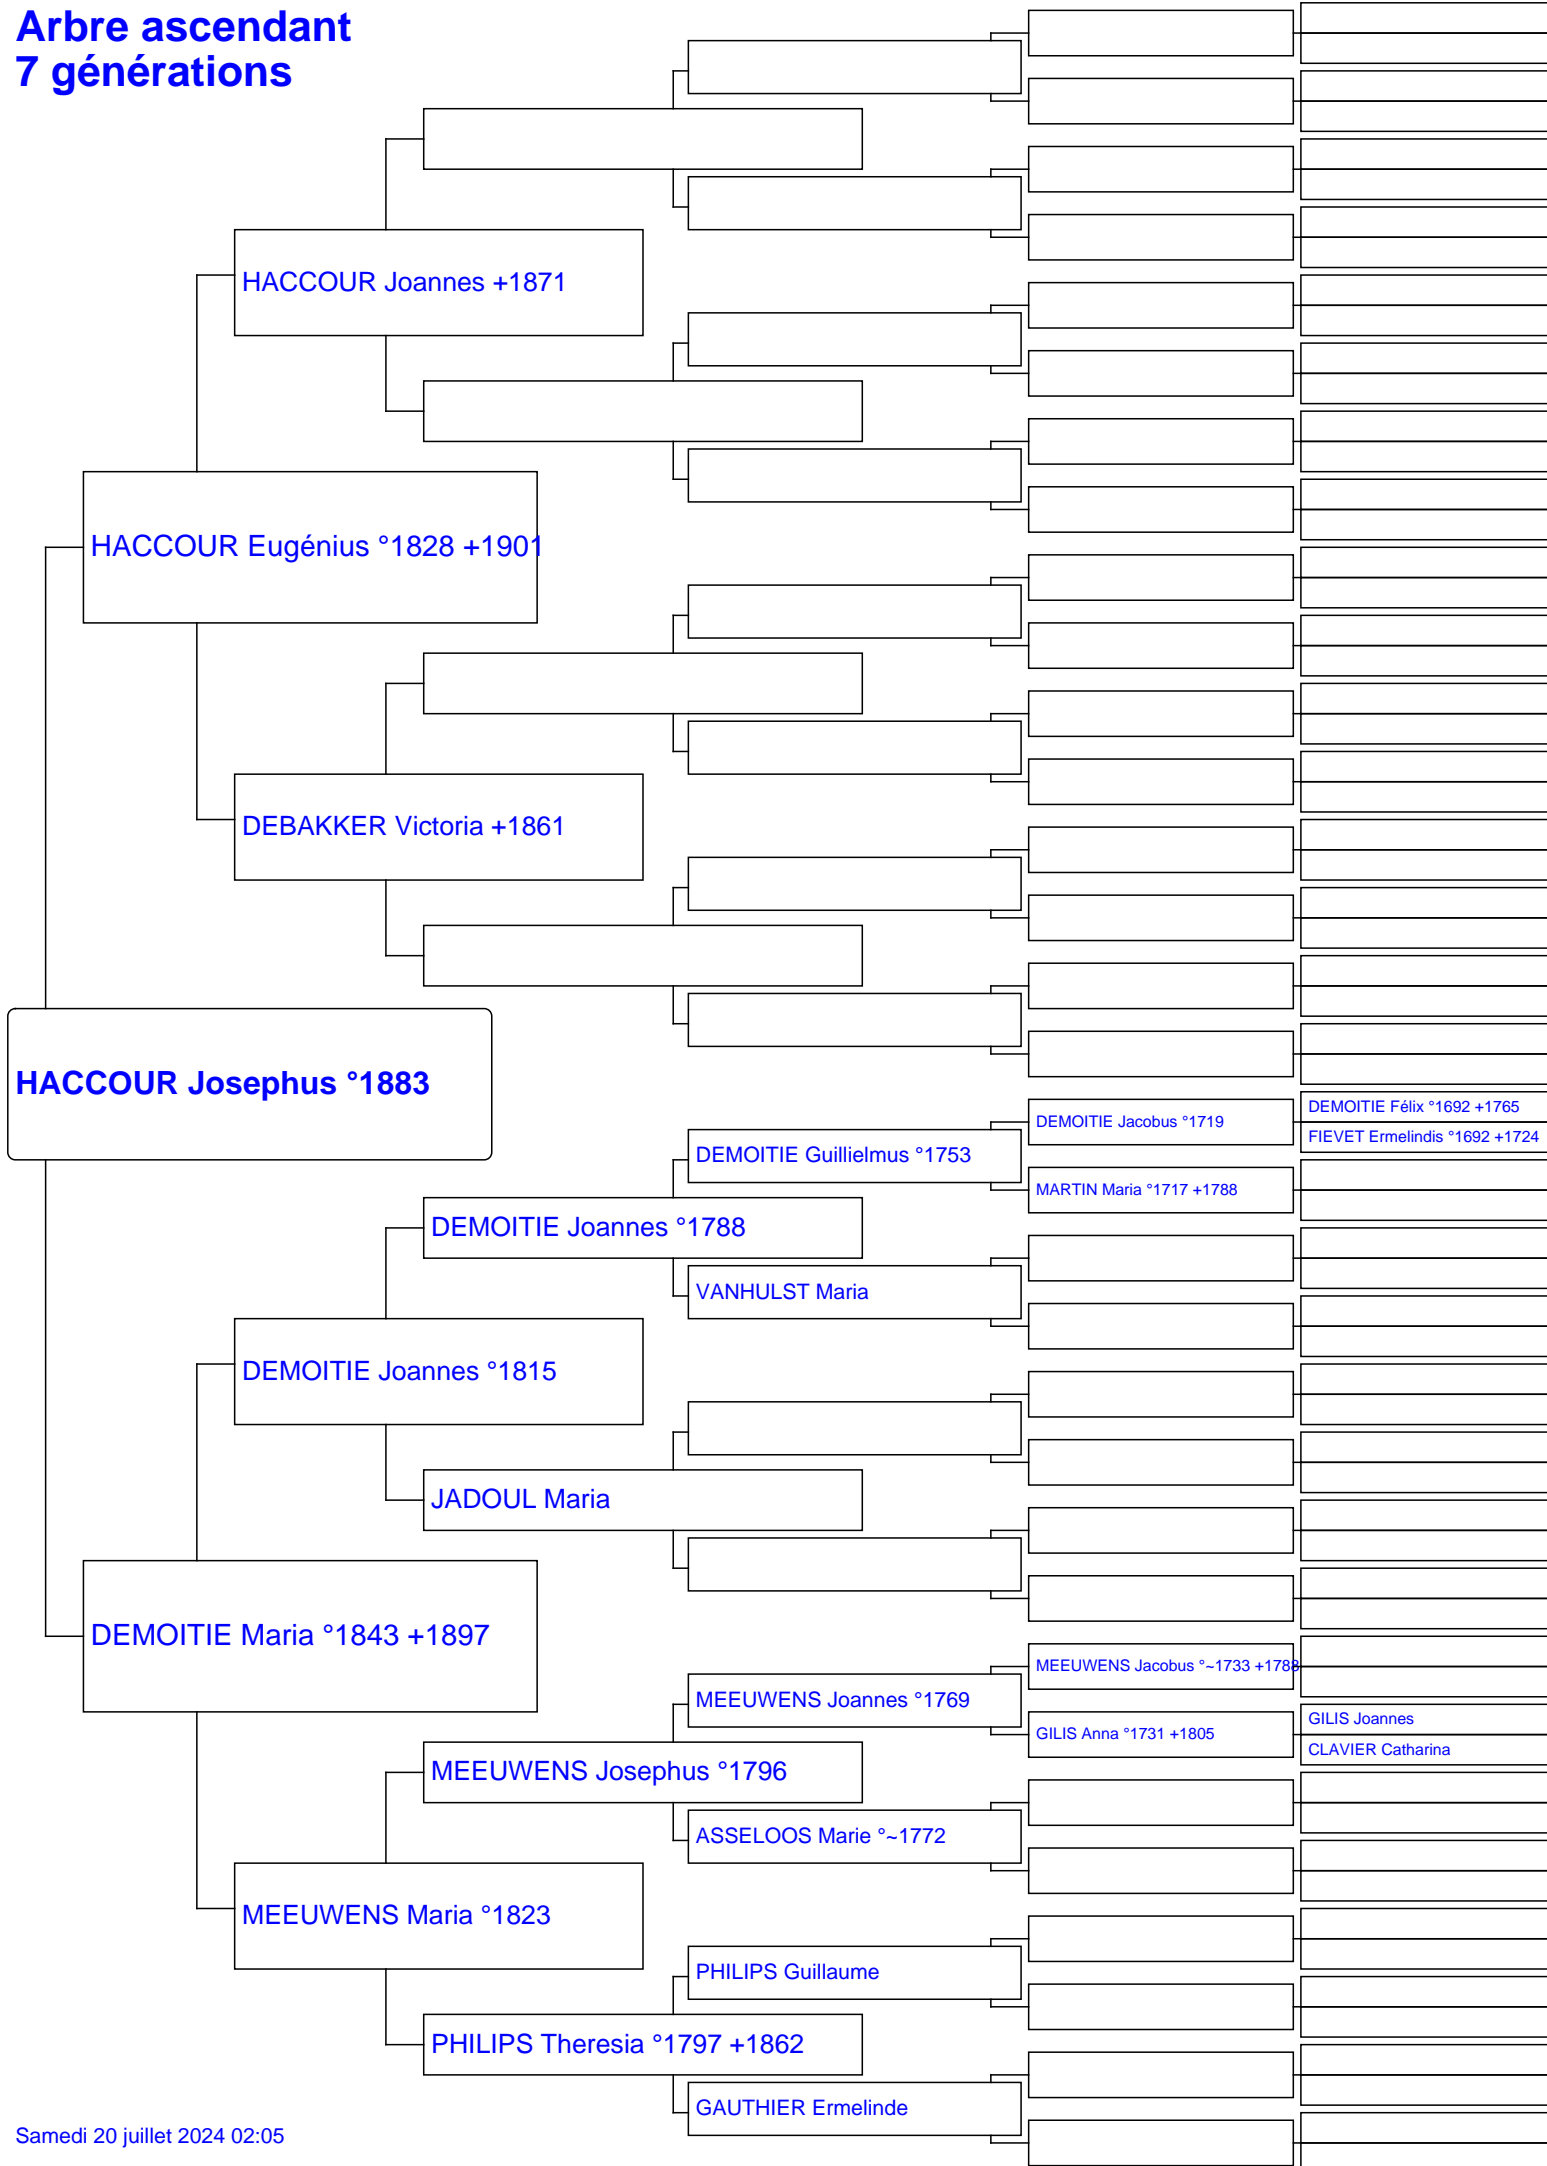 Arbre ascendant
7 générations
HACCOUR Joannes +1871
HACCOUR Eugénius °1828 +1901
DEBAKKER Victoria +1861
HACCOUR Josephus °1883
DEMOITIE Félix °1692 +1765
DEMOITIE Jacobus °1719
FIEVET Ermelindis °1692 +1724
DEMOITIE Guillielmus °1753
MARTIN Maria °1717 +1788
DEMOITIE Joannes °1788
VANHULST Maria
DEMOITIE Joannes °1815
JADOUL Maria
DEMOITIE Maria °1843 +1897
MEEUWENS Jacobus °~1733 +1788
MEEUWENS Joannes °1769
GILIS Joannes
GILIS Anna °1731 +1805
CLAVIER Catharina
MEEUWENS Josephus °1796
ASSELOOS Marie °~1772
MEEUWENS Maria °1823
PHILIPS Guillaume
PHILIPS Theresia °1797 +1862
GAUTHIER Ermelinde
Samedi 20 juillet 2024 02:05